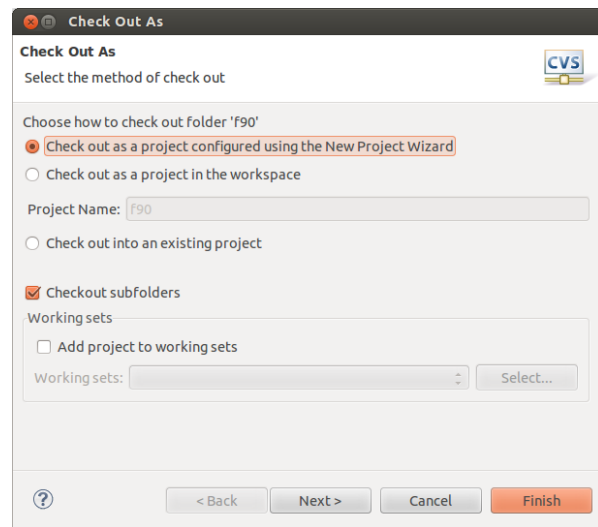 Check Out As
Check Out As
Select the method of check out
CVS
Choose how to check out folder 'f90'
Check out as a project configured using the New Project Wizard
Check out as a project in the workspace
Project Name: f90
Check out into an existing project
Checkout subfolders
Working sets
Add project to working sets
Working sets: Select...
? < Back Next > Cancel Finish